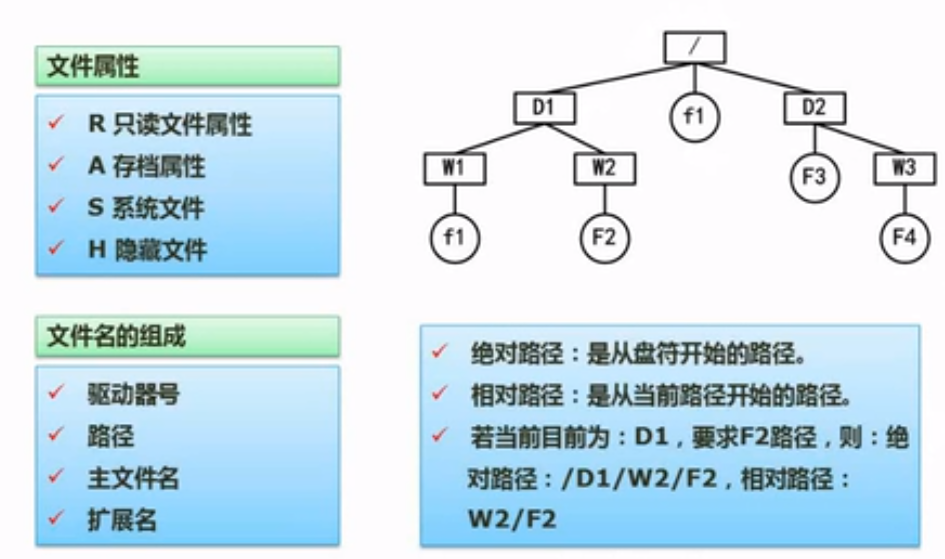 文件属性
✓ R 只读文件属性
✓ A 存档属性
✓ S 系统文件
✓ H 隐藏文件
/
D1
f1
D2
W1
W2
F3
W3
f1
F2
F4
文件名的组成
✓ 驱动器号
✓ 路径
✓ 主文件名
✓ 扩展名
✓ 绝对路径：是从盘符开始的路径。
✓ 相对路径：是从当前路径开始的路径。
✓ 若当前目前为：D1，要求F2路径，则：绝
对路径：/D1/W2/F2，相对路径：
W2/F2